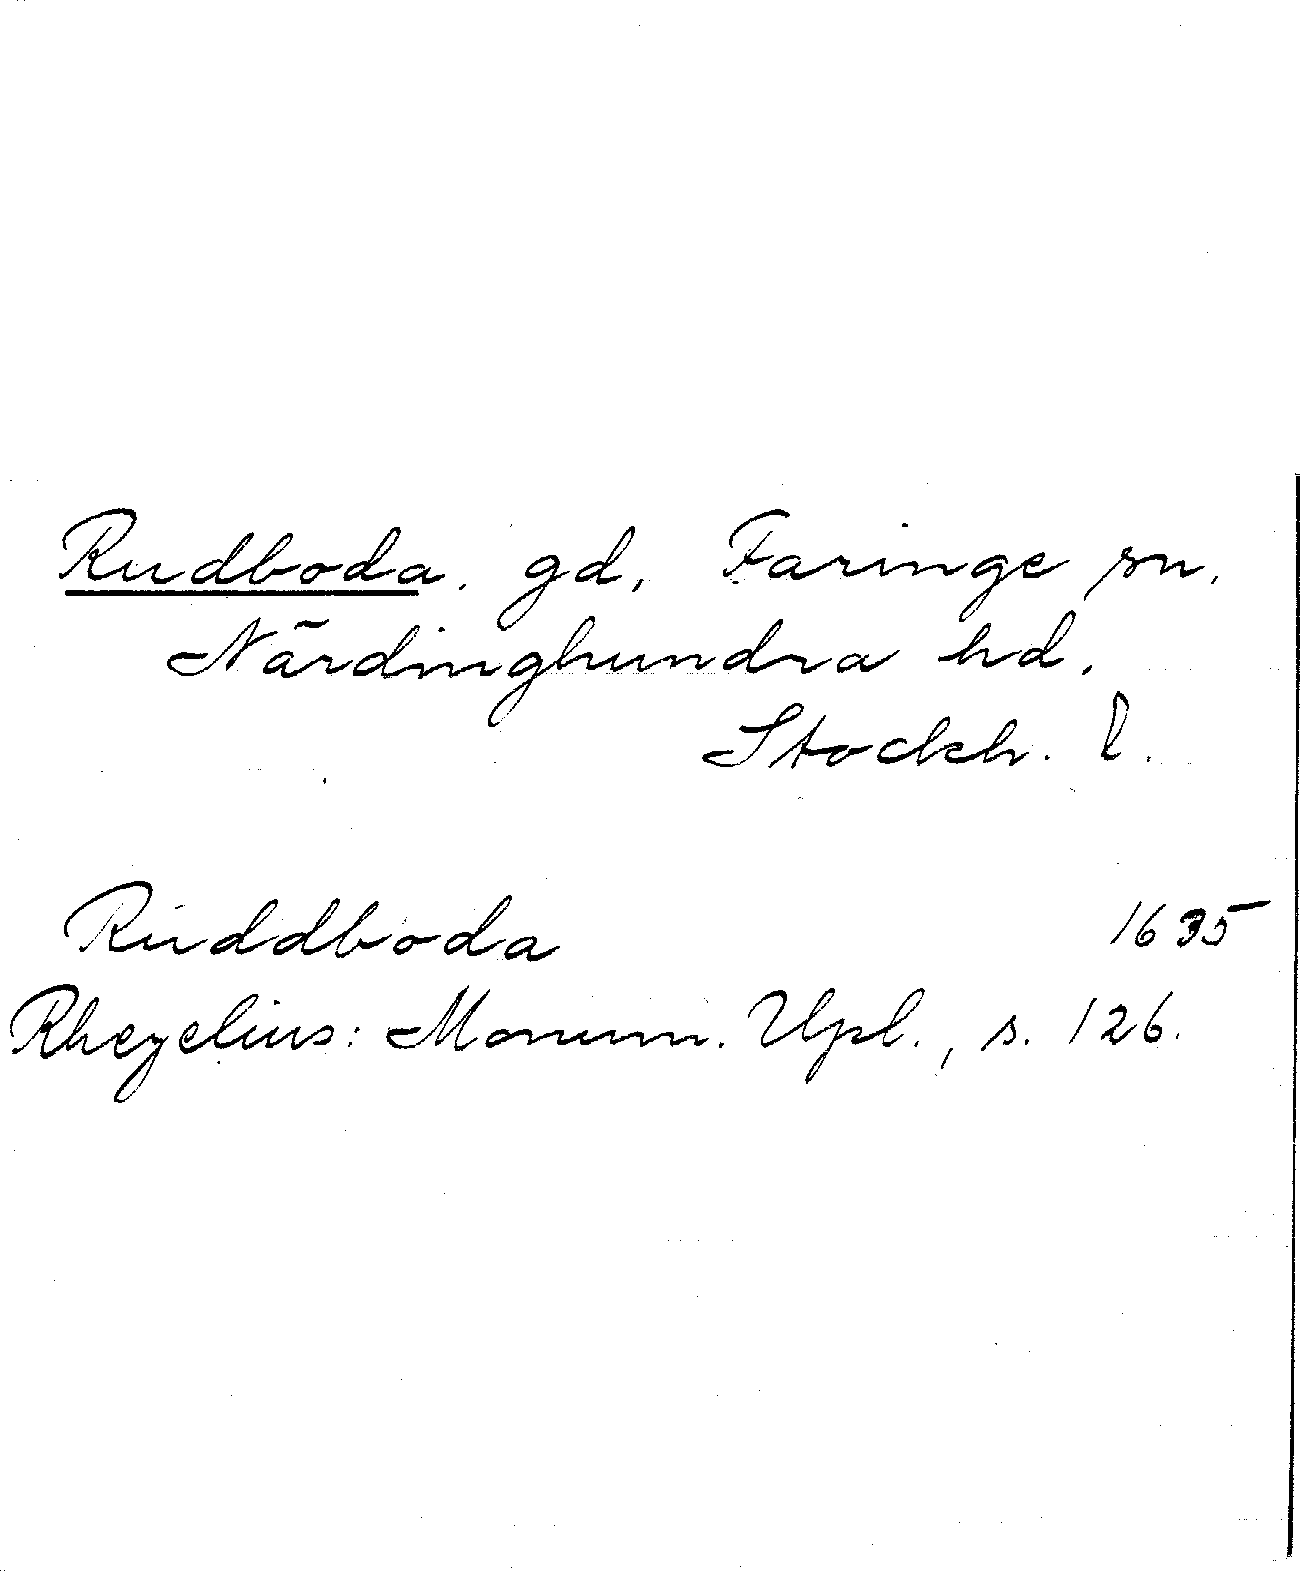 Rudboda. gd, Faringe sn,
Närdinghundra hd.
Stockh. l.
Ruddboda 1635
Rhezelius: Monum. Upl., s. 126.